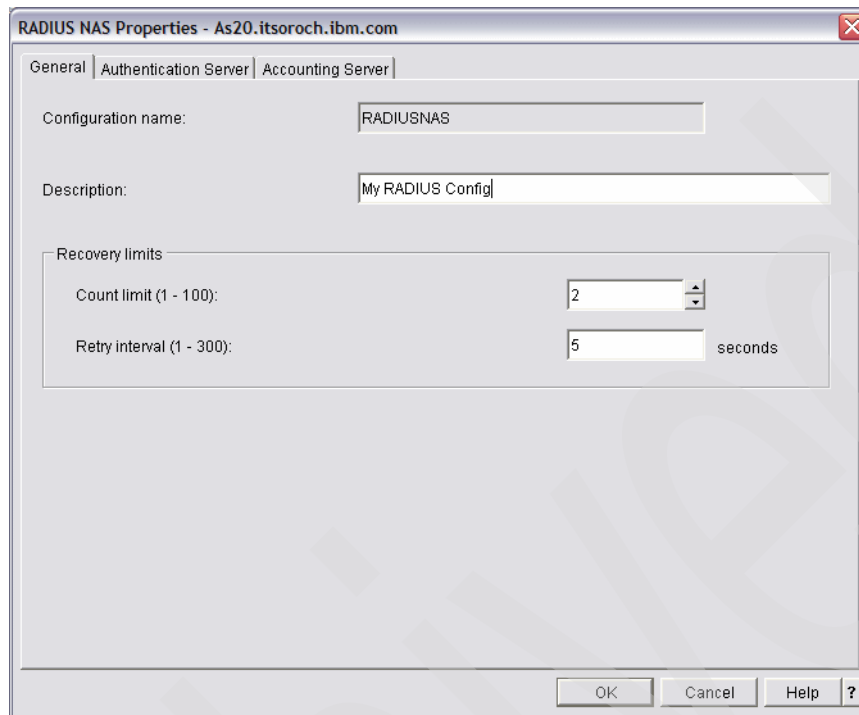 RADIUS NAS Properties - As20.itsoroch.ibm.com
General Authentication Server Accounting Server
Configuration name: RADIUSNAS
Description: My RADIUS Config
Recovery limits
Count limit (1 - 100): 2
Retry interval (1 - 300): 5 seconds
OK Cancel Help ?